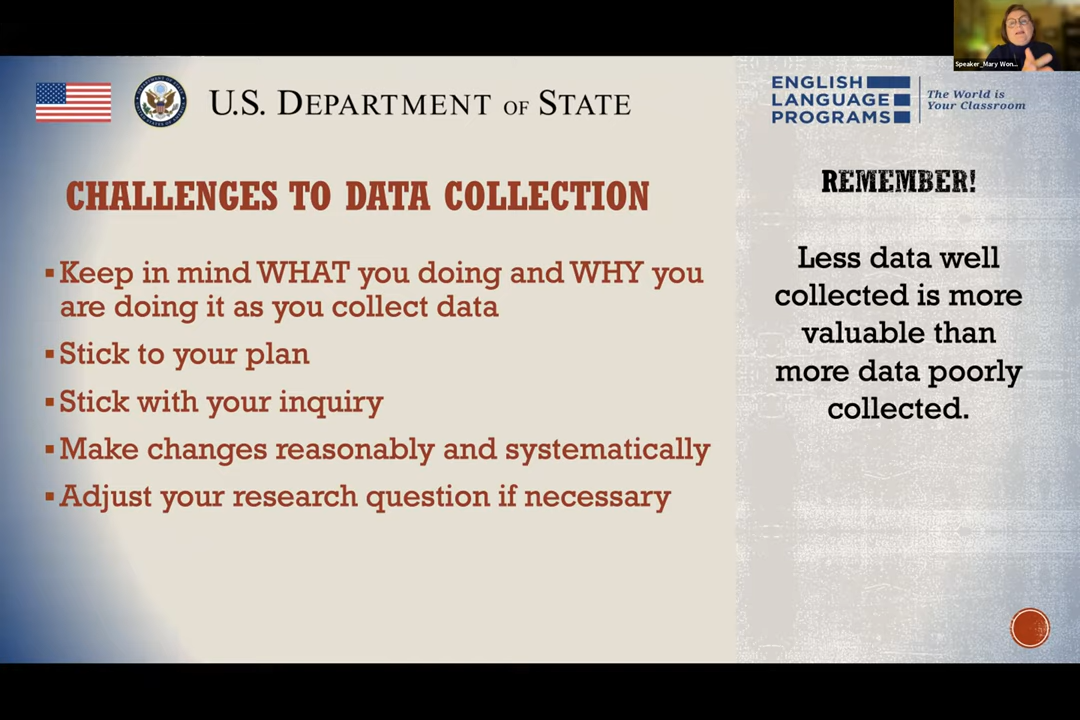 Speaker_Mary Won...
U.S. DEPARTMENT OF STATE
ENGLISH
LANGUAGE
PROGRAMS
The World is
Your Classroom
CHALLENGES TO DATA COLLECTION
▪ Keep in mind WHAT you doing and WHY you
are doing it as you collect data
▪ Stick to your plan
▪ Stick with your inquiry
▪ Make changes reasonably and systematically
▪ Adjust your research question if necessary
REMEMBER!
Less data well
collected is more
valuable than
more data poorly
collected.